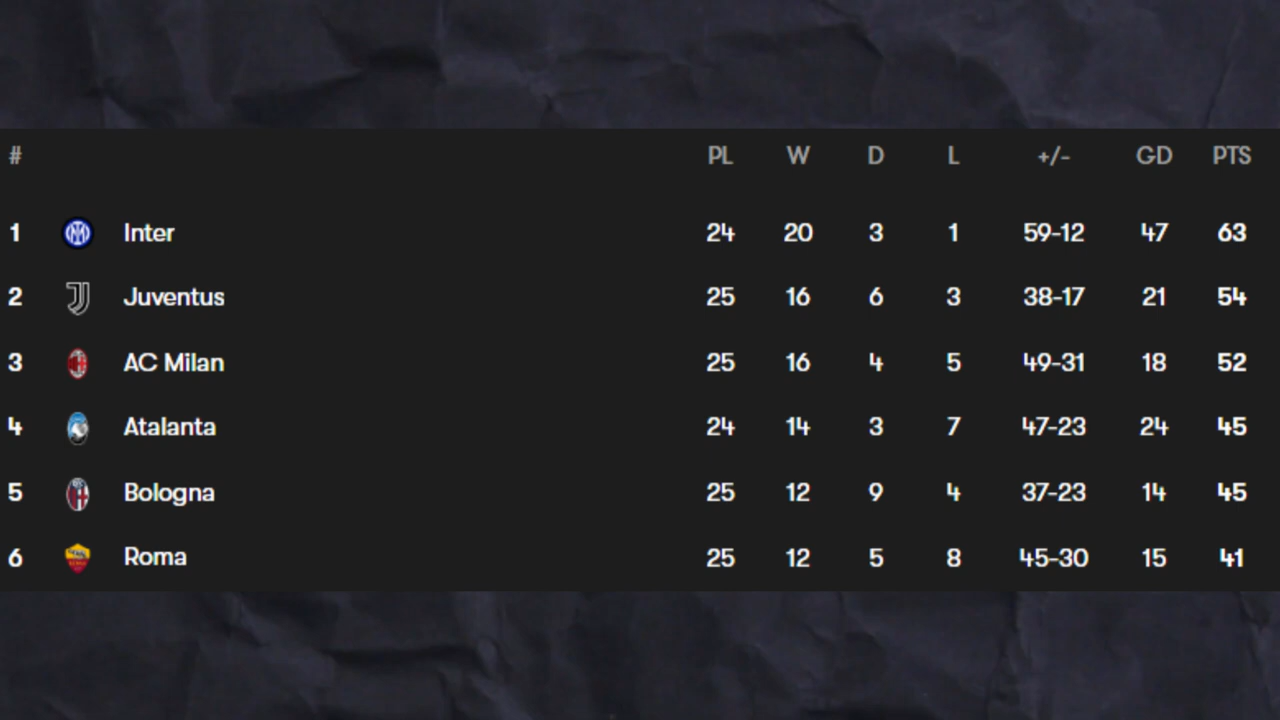 # PL W D L +/- GD PTS
1 Inter 24 20 3 1 59-12 47 63
2 Juventus 25 16 6 3 38-17 21 54
3 AC Milan 25 16 4 5 49-31 18 52
4 Atalanta 24 14 3 7 47-23 24 45
5 Bologna 25 12 9 4 37-23 14 45
6 Roma 25 12 5 8 45-30 15 41